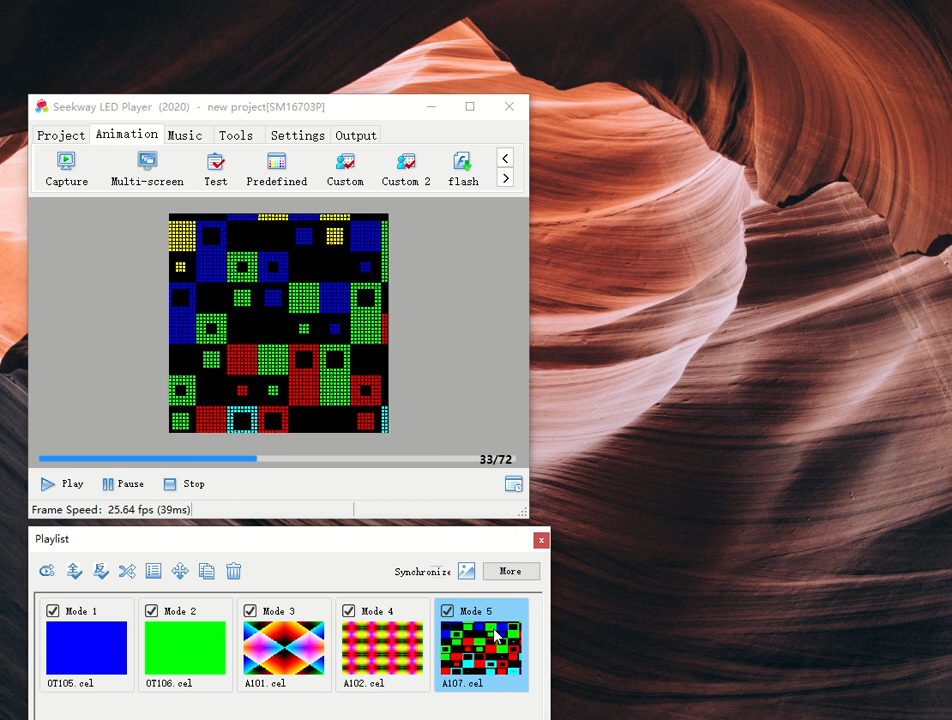 Seekway LED Player (2020) - new project[SM16703P]
Project Animation Music Tools Settings Output
Capture Multi-screen Test Predefined Custom Custom 2 flash
33/72
Play Pause Stop
Frame Speed: 25.64 fps (39ms)
Playlist
Synchronize More
Mode 1 Mode 2 Mode 3 Mode 4 Mode 5
OT105.cel OT106.cel A101.cel A102.cel A107.cel